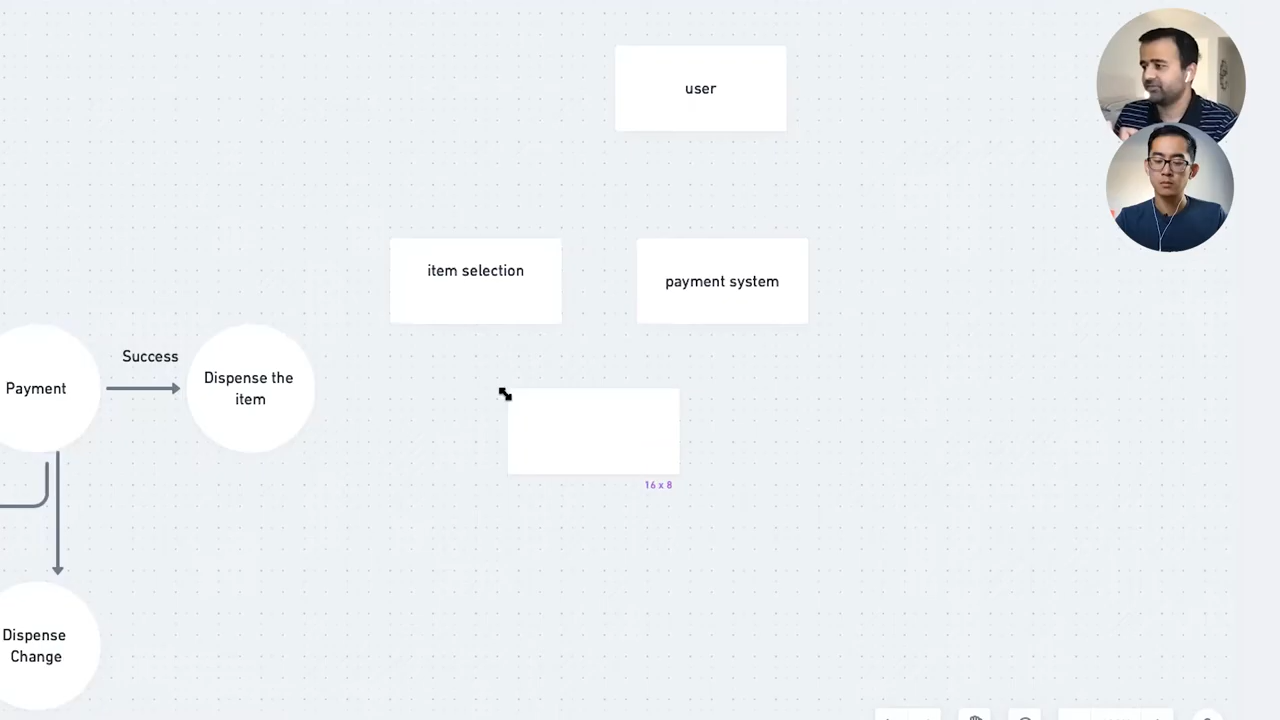 user
item selection
payment system
Success
Payment
Dispense the
item
16 x 8
Dispense
Change